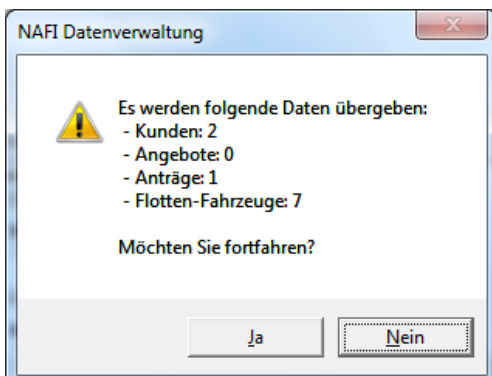 NAFI Datenverwaltung
Es werden folgende Daten übergeben:
- Kunden: 2
- Angebote: 0
- Anträge: 1
- Flotten-Fahrzeuge: 7
Möchten Sie fortfahren?
Ja
Nein